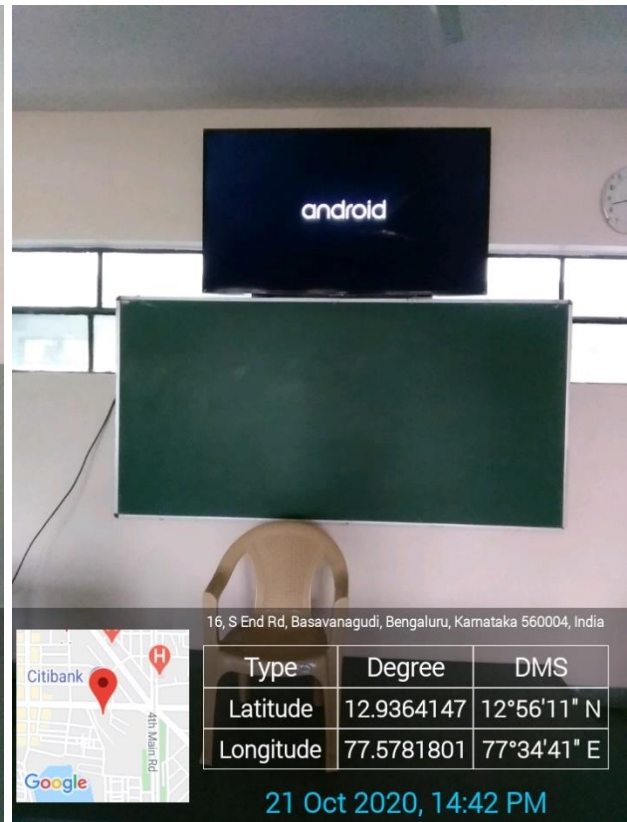 android
16, S End Rd, Basavanagudi, Bengaluru, Karnataka 560004, India
Citibank
H
4th Main Rd
Google
Type Degree DMS
Latitude 12.9364147 12°56'11" N
Longitude 77.5781801 77°34'41" E
21 Oct 2020, 14:42 PM